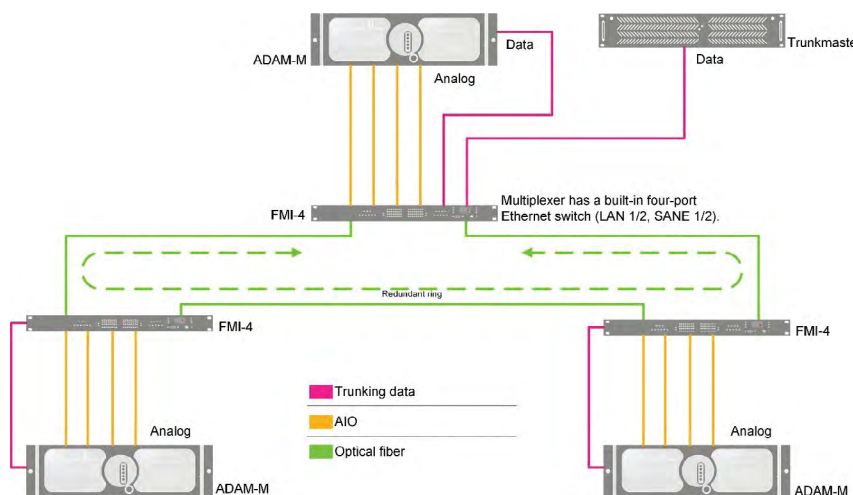 ADAM-M
Data
Analog
Trunkmaste
Data
FMI-4
Multiplexer has a built-in four-port
Ethernet switch (LAN 1/2, SANE 1/2).
Redundant ring
FMI-4
FMI-4
Trunking data
AIO
Optical fiber
Analog
ADAM-M
Analog
ADAM-M